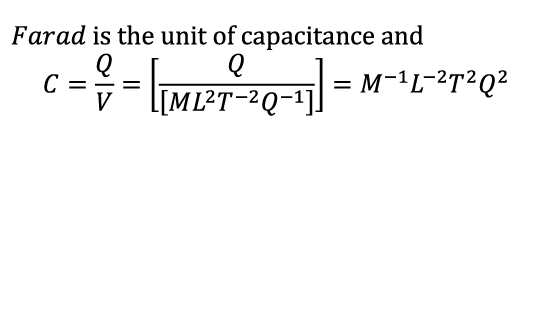 Farad is the unit of capacitance and
C = Q/V = [Q/[ML²T⁻²Q⁻¹]] = M⁻¹L⁻²T²Q²